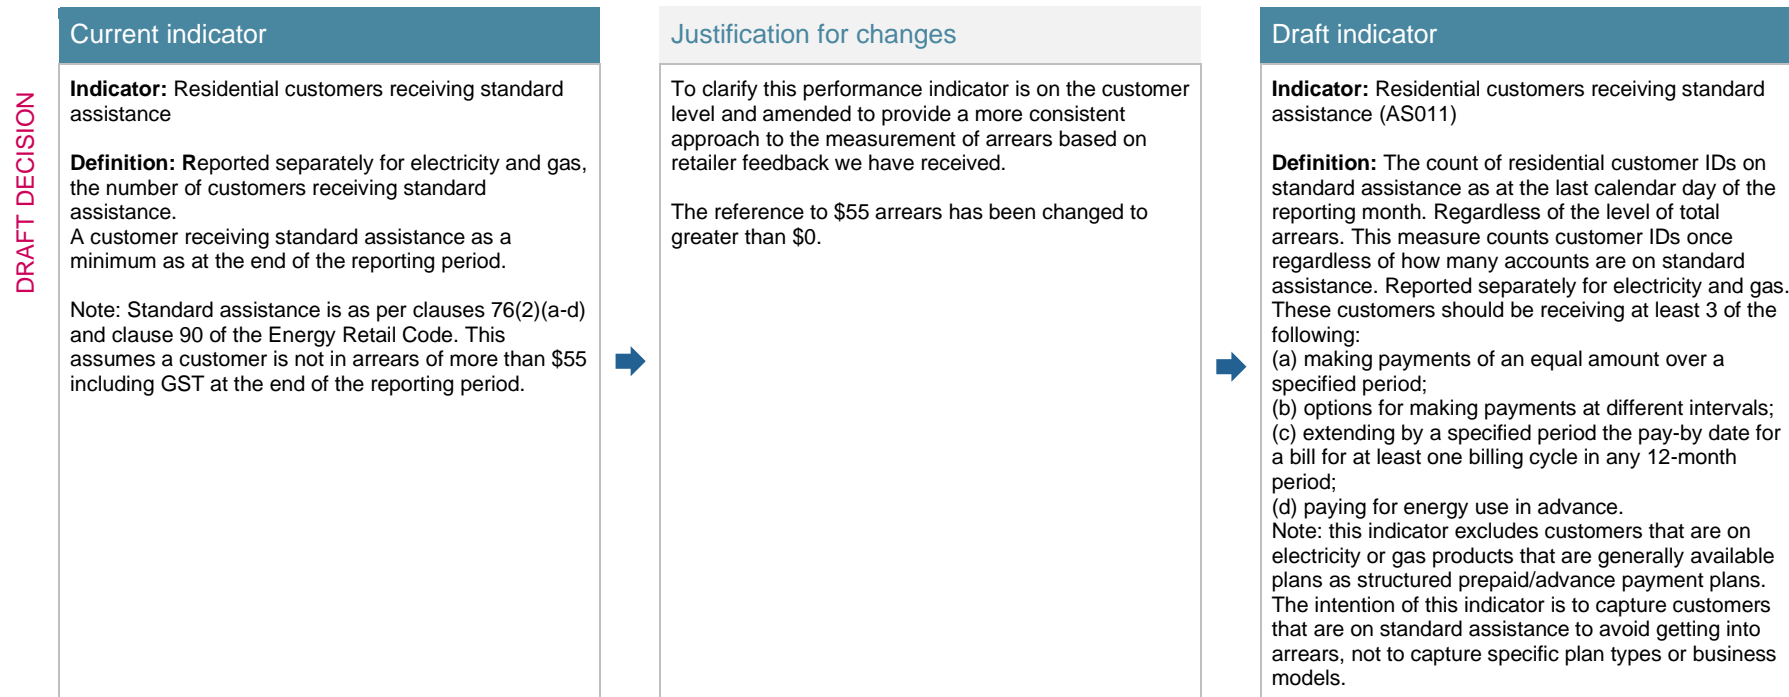 DRAFT DECISION
Current indicator
Indicator: Residential customers receiving standard
assistance
Definition: Reported separately for electricity and gas,
the number of customers receiving standard
assistance.
A customer receiving standard assistance as a
minimum as at the end of the reporting period.
Note: Standard assistance is as per clauses 76(2)(a-d)
and clause 90 of the Energy Retail Code. This
assumes a customer is not in arrears of more than $55
including GST at the end of the reporting period.
Justification for changes
To clarify this performance indicator is on the customer
level and amended to provide a more consistent
approach to the measurement of arrears based on
retailer feedback we have received.
The reference to $55 arrears has been changed to
greater than $0.
Draft indicator
Indicator: Residential customers receiving standard
assistance (AS011)
Definition: The count of residential customer IDs on
standard assistance as at the last calendar day of the
reporting month. Regardless of the level of total
arrears. This measure counts customer IDs once
regardless of how many accounts are on standard
assistance. Reported separately for electricity and gas.
These customers should be receiving at least 3 of the
following:
(a) making payments of an equal amount over a
specified period;
(b) options for making payments at different intervals;
(c) extending by a specified period the pay-by date for
a bill for at least one billing cycle in any 12-month
period;
(d) paying for energy use in advance.
Note: this indicator excludes customers that are on
electricity or gas products that are generally available
plans as structured prepaid/advance payment plans.
The intention of this indicator is to capture customers
that are on standard assistance to avoid getting into
arrears, not to capture specific plan types or business
models.